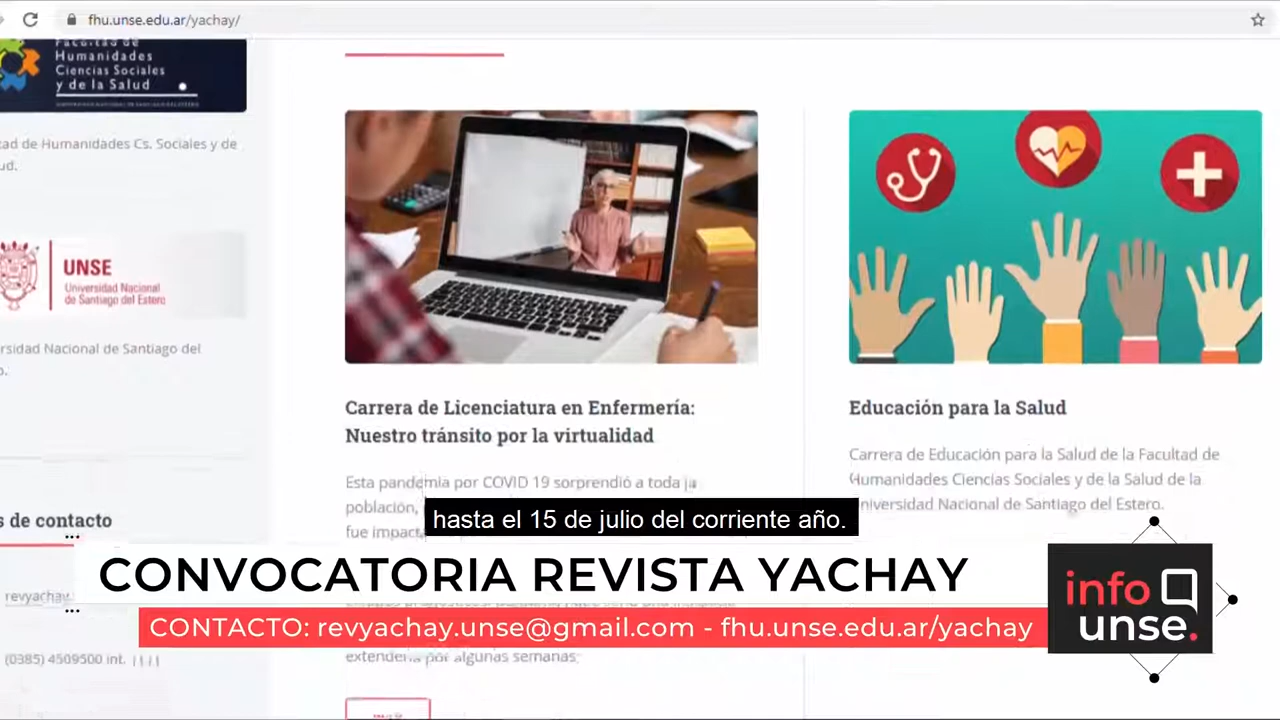 fhu.unse.edu.ar/yachay/
Facultad de
Humanidades
Ciencias Sociales
y de la Salud
de Humanidades Cs. Sociales y de
UNSE
Universidad Nacional
de Santiago del Estero
Nacional de Santiago del
Carrera de Licenciatura en Enfermería:
Nuestro tránsito por la virtualidad
Esta pandemia por COVID 19 sorprendió a toda la
población,
fue
Educación para la Salud
Carrera de Educación para la Salud de la Facultad de
Humanidades Ciencias Sociales y de la Salud de la
Universidad Nacional de Santiago del Estero.
hasta el 15 de julio del corriente año.
de contacto
CONVOCATORIA REVISTA YACHAY
revyachay.
CONTACTO: revyachay.unse@gmail.com - fhu.unse.edu.ar/yachay
(0385) 4509500 int.
extendería por algunas semanas,
info
unse.